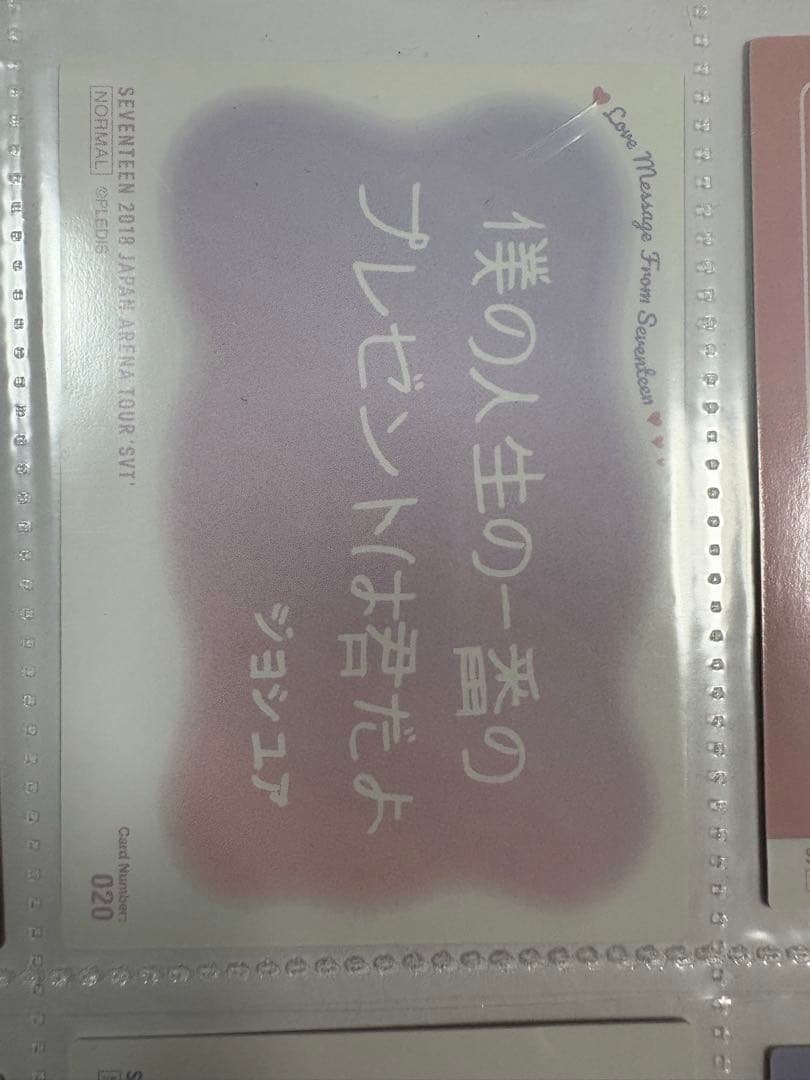 Love Message From Seventeen
僕の人生の一番の
プレゼントは君だよ
ジョシュア
SEVENTEEN 2018 JAPAN ARENA TOUR 'SVT'
NORMAL ©PLEDIS
Card Number:
020